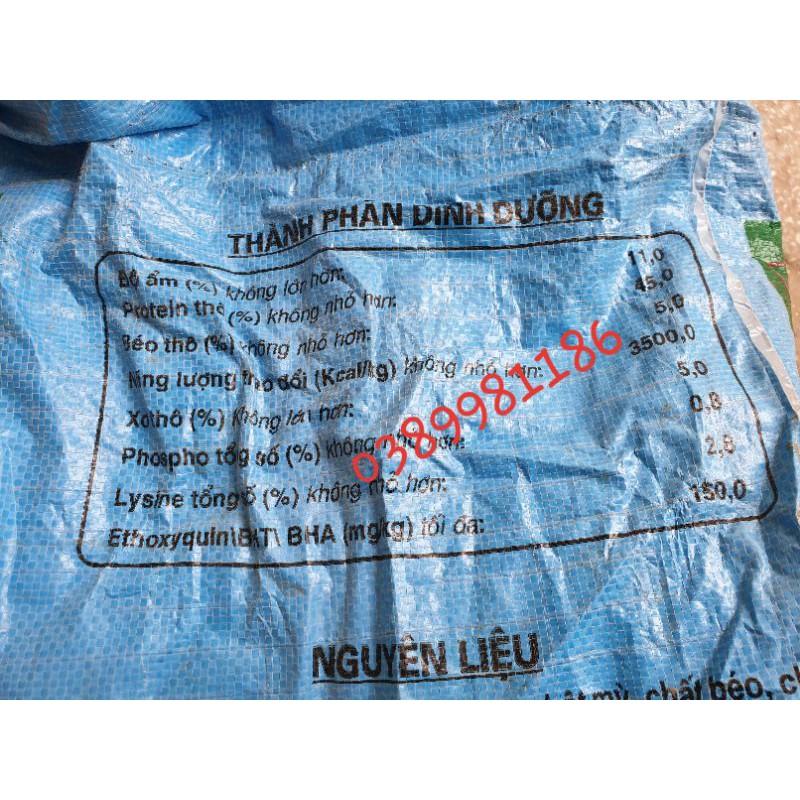 THÀNH PHẦN DINH DƯỠNG
Độ ẩm (%) không lớn hơn: 11,0
Protein thô (%) không nhỏ hơn: 45,0
Béo thô (%) không nhỏ hơn: 5,0
Năng lượng trao đổi (Kcal/kg) không nhỏ hơn: 3500,0
Xơ thô (%) không lớn hơn: 5,0
Phospho tổng số (%) không nhỏ hơn: 0,8
Lysine tổng số (%) không nhỏ hơn: 2,8
Ethoxyquin\BHT\ BHA (mg/kg) tối đa: 150,0
0389981186
NGUYÊN LIỆU
mỳ, chất béo,